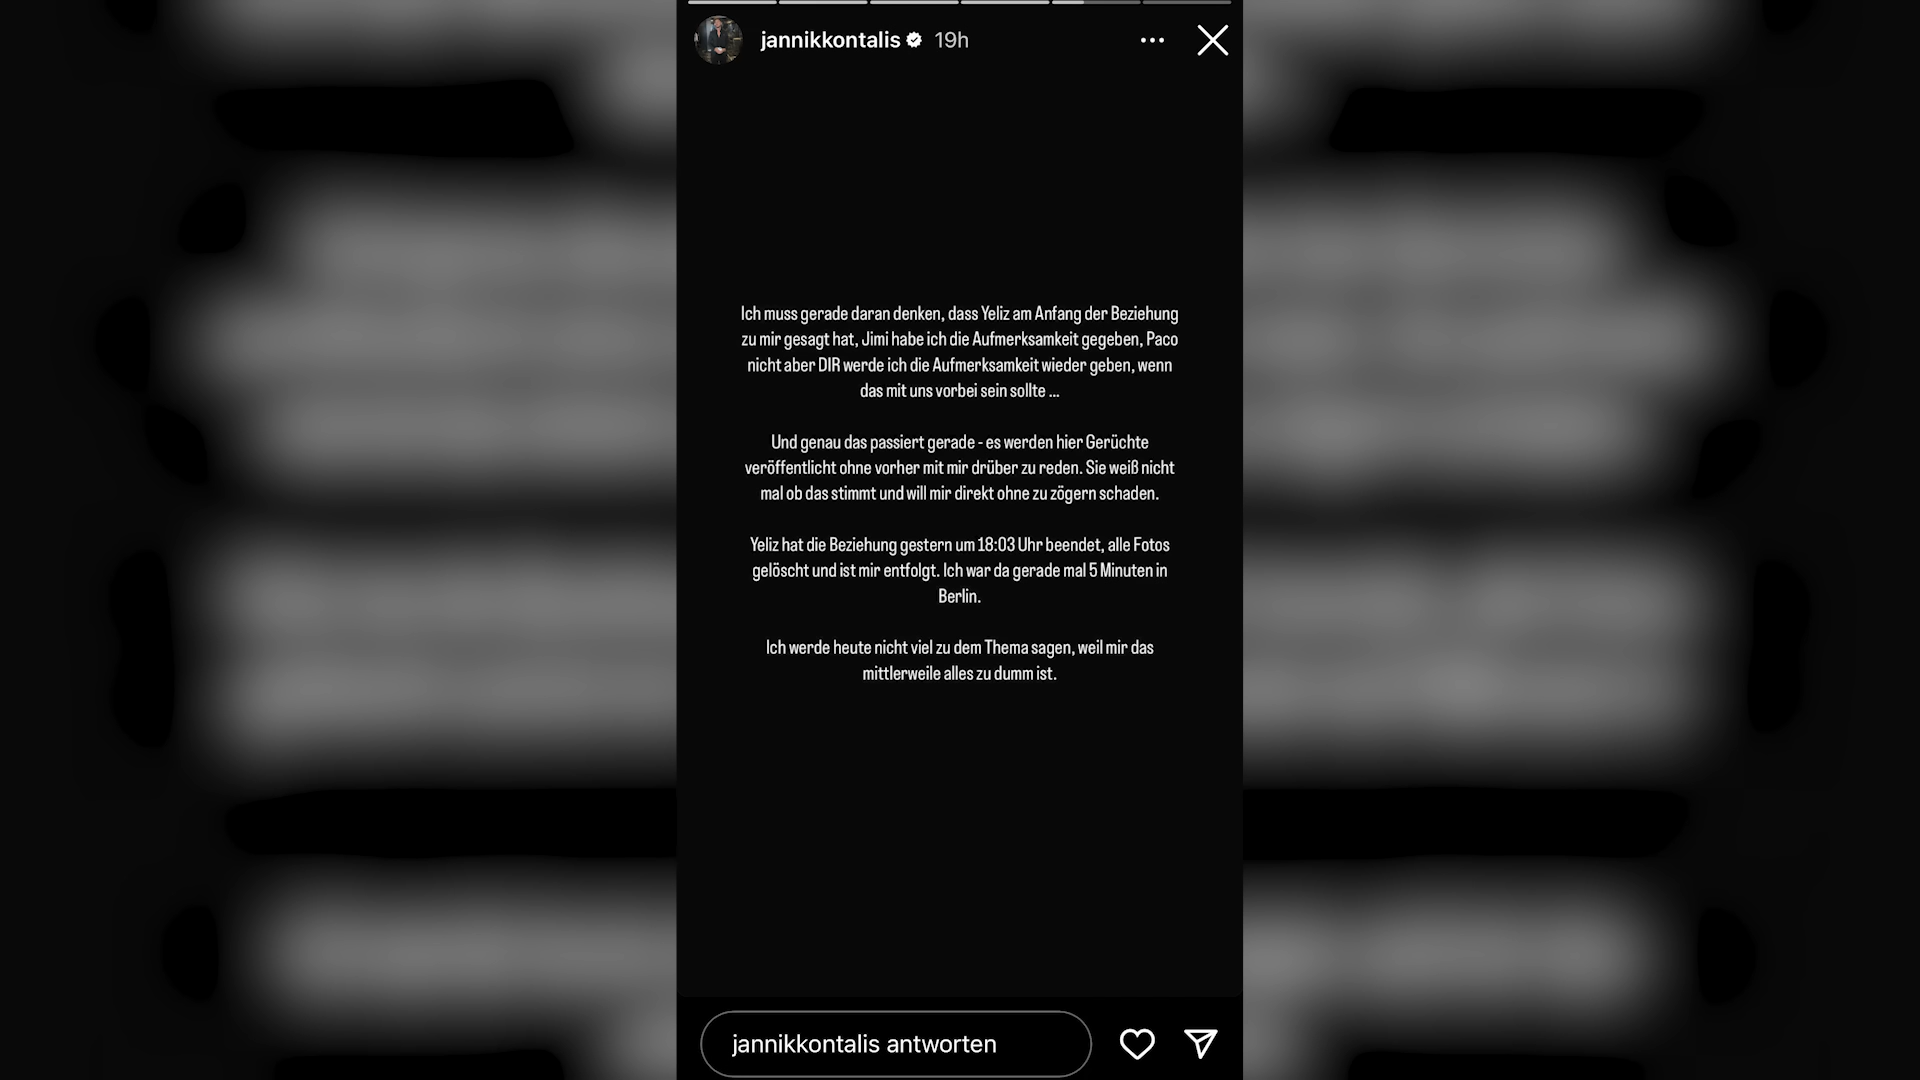 jannikkontalis 19h
Ich muss gerade daran denken, dass Yeliz am Anfang der Beziehung
zu mir gesagt hat, Jimi habe ich die Aufmerksamkeit gegeben, Paco
nicht aber DIR werde ich die Aufmerksamkeit wieder geben, wenn
das mit uns vorbei sein sollte ...
Und genau das passiert gerade - es werden hier Gerüchte
veröffentlicht ohne vorher mit mir drüber zu reden. Sie weiß nicht
mal ob das stimmt und will mir direkt ohne zu zögern schaden.
Yeliz hat die Beziehung gestern um 18:03 Uhr beendet, alle Fotos
gelöscht und ist mir entfolgt. Ich war da gerade mal 5 Minuten in
Berlin.
Ich werde heute nicht viel zu dem Thema sagen, weil mir das
mittlerweile alles zu dumm ist.
jannikkontalis antworten